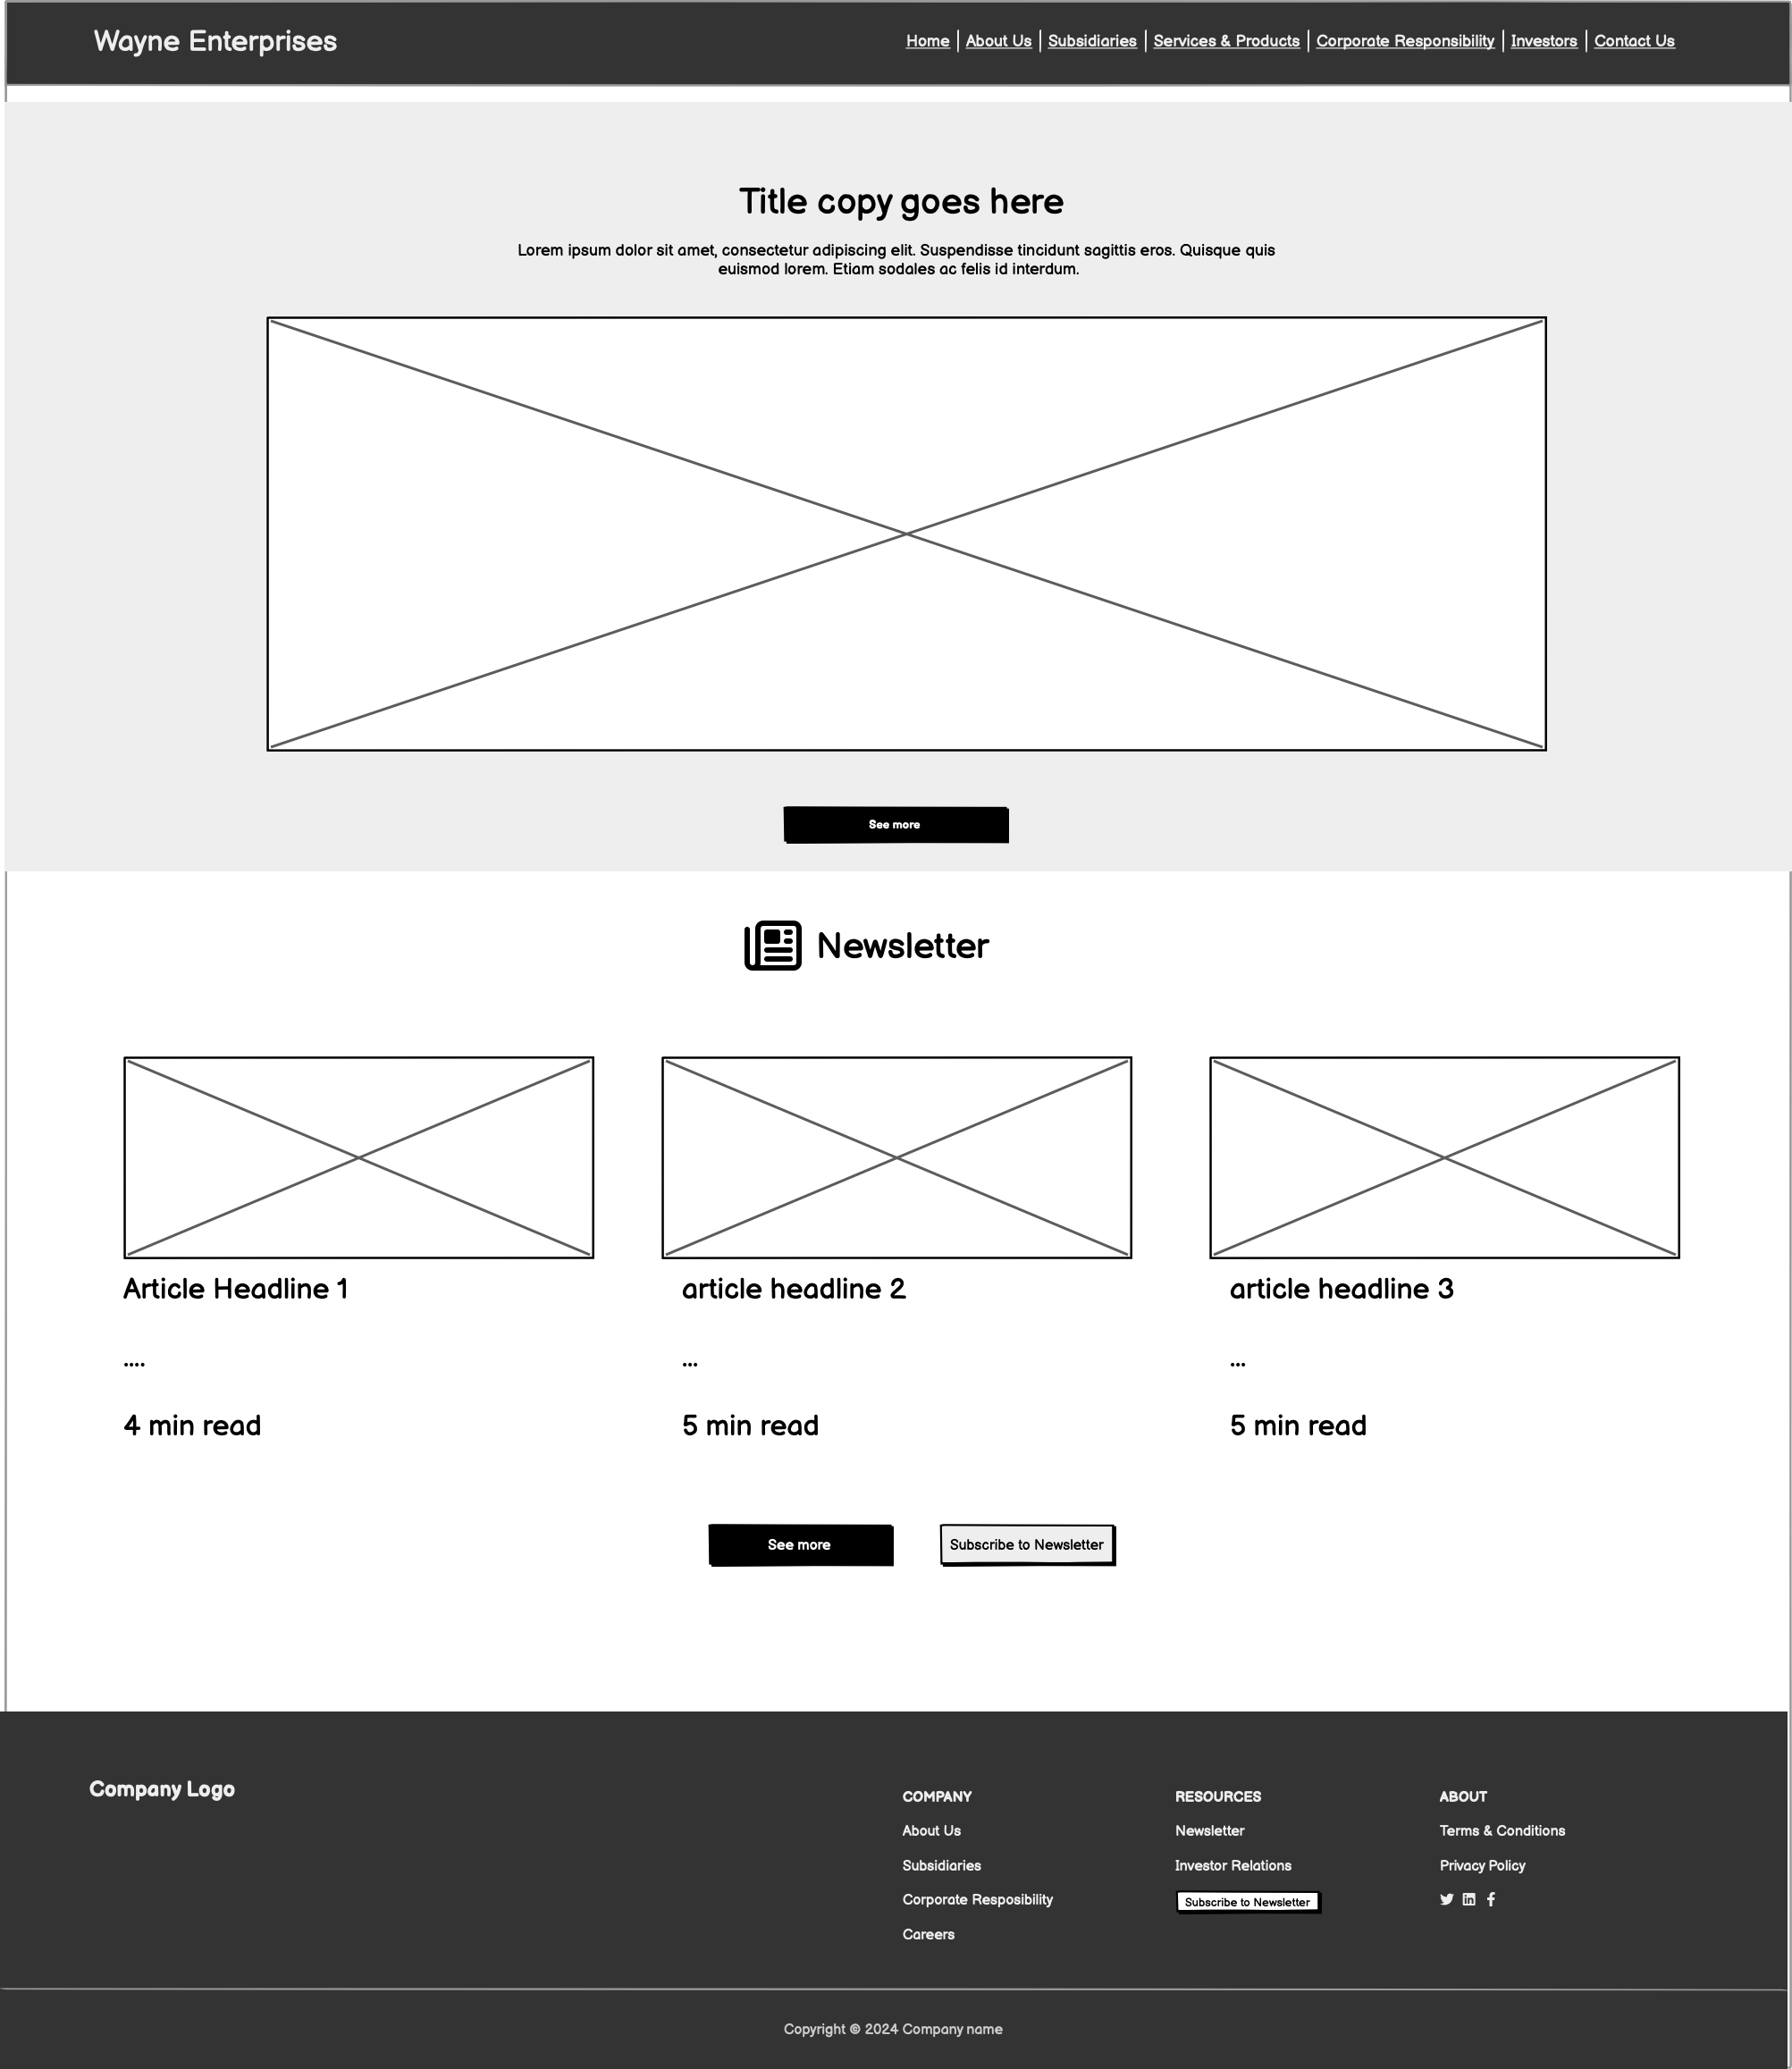 Wayne Enterprises
Home | About Us | Subsidiaries | Services & Products | Corporate Responsibility | Investors | Contact Us
Title copy goes here
Lorem ipsum dolor sit amet, consectetur adipiscing elit. Suspendisse tincidunt sagittis eros. Quisque quis
euismod lorem. Etiam sodales ac felis id interdum.
See more
Newsletter
Article Headline 1
....
4 min read
article headline 2
...
5 min read
article headline 3
...
5 min read
See more
Subscribe to Newsletter
Company Logo
COMPANY
About Us
Subsidiaries
Corporate Resposibility
Careers
RESOURCES
Newsletter
Investor Relations
Subscribe to Newsletter
ABOUT
Terms & Conditions
Privacy Policy
Copyright © 2024 Company name